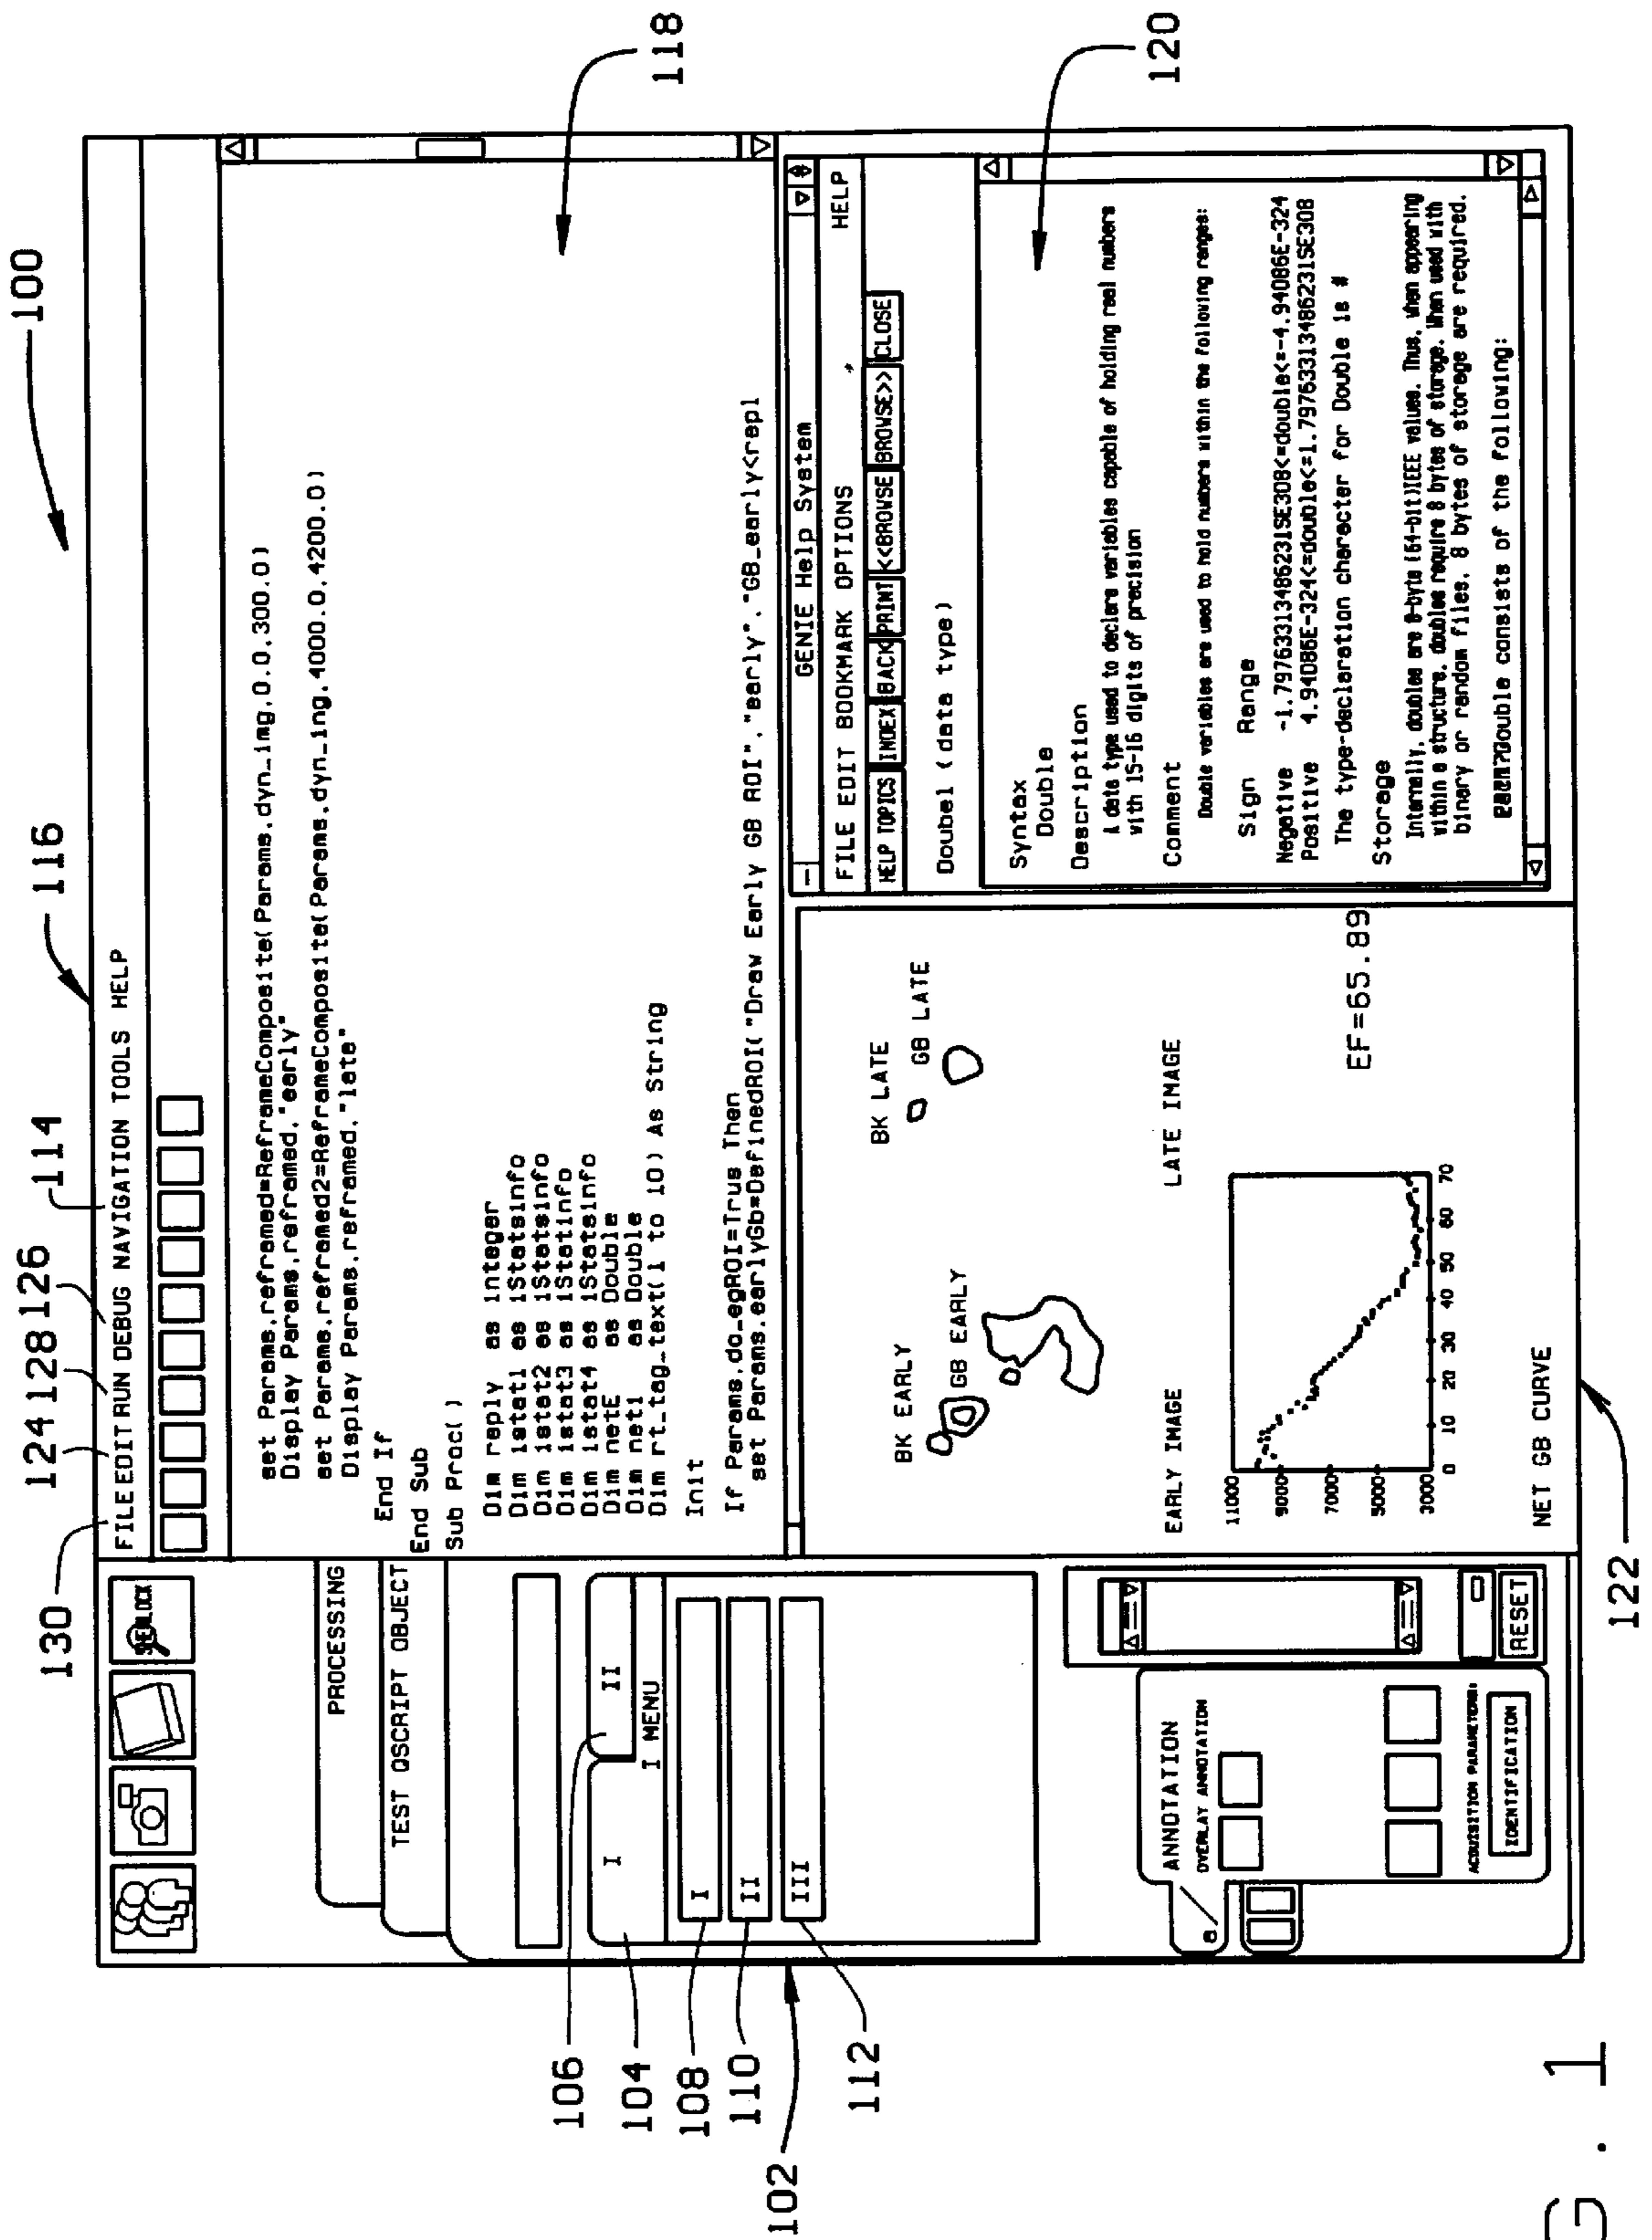 100
116
130
124
128
126
114
FILE EDIT RUN DEBUG NAVIGATION TOOLS HELP
PROCESSING
TEST QSCRIPT OBJECT
I
II
I MENU
I
II
III
106
104
108
110
112
102
ANNOTATION
OVERLAY ANNOTATION
ACQUISITION PARAMETERS:
IDENTIFICATION
RESET
set Params.reframed=ReframeComposite(Params.dyn_img.0.0.300.0)
Display Params.reframed."early"
set Params.reframed2=ReframeComposite(Params.dyn_ing.4000.0.4200.0)
Display Params.reframed."late"
End If
End Sub
Sub Proc()
Dim reply as integer
Dim istat1 as iStatsinfo
Dim istat2 as iStatsinfo
Dim istat3 as iStatinfo
Dim istat4 as iStatsinfo
Dim netE as Double
Dim netl as Double
Dim rt_tag_text(1 to 10) As String
Init
If Params.do_egROI=Trus Then
set Params.earlyGb=DefinedROI("Draw Early GB ROI"."early"."GB_early<repl
118
BK EARLY
GB EARLY
BK LATE
GB LATE
EARLY IMAGE
LATE IMAGE
11000
9000
7000
5000
3000
0 10 20 30 40 50 60 70
EF=65.89
NET GB CURVE
122
GENIE Help System
FILE EDIT BOOKMARK OPTIONS HELP
HELP TOPICS INDEX BACK PRINT <<BROWSE BROWSE>> CLOSE
Doubel (data type)
Syntax
Double
Description
A data type used to declare variables capable of holding real numbers
with 15-16 digits of precision
Comment
Double variables are used to hold numbers within the following ranges:
Sign Range
Negative -1.797633134862315E308<=double<=-4.94086E-324
Positive 4.94086E-324<=double<=1.797633134862315E308
The type-declaration character for Double is #
Storage
Internally, doubles are 8-byte (64-bit)IEEE values. Thus, when appearing
within a structure, doubles require 8 bytes of storage. When used with
binary or random files, 8 bytes of storage are required.
Double consists of the following:
120
G. 1